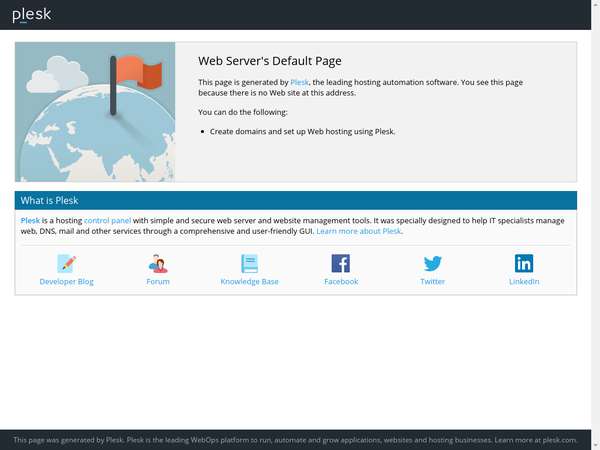 plesk
Web Server's Default Page
This page is generated by Plesk, the leading hosting automation software. You see this page
because there is no Web site at this address.
You can do the following:
Create domains and set up Web hosting using Plesk.
What is Plesk
Plesk is a hosting control panel with simple and secure web server and website management tools. It was specially designed to help IT specialists manage
web, DNS, mail and other services through a comprehensive and user-friendly GUI. Learn more about Plesk.
Developer Blog
Forum
Knowledge Base
Facebook
Twitter
LinkedIn
This page was generated by Plesk. Plesk is the leading WebOps platform to run, automate and grow applications, websites and hosting businesses. Learn more at plesk.com.